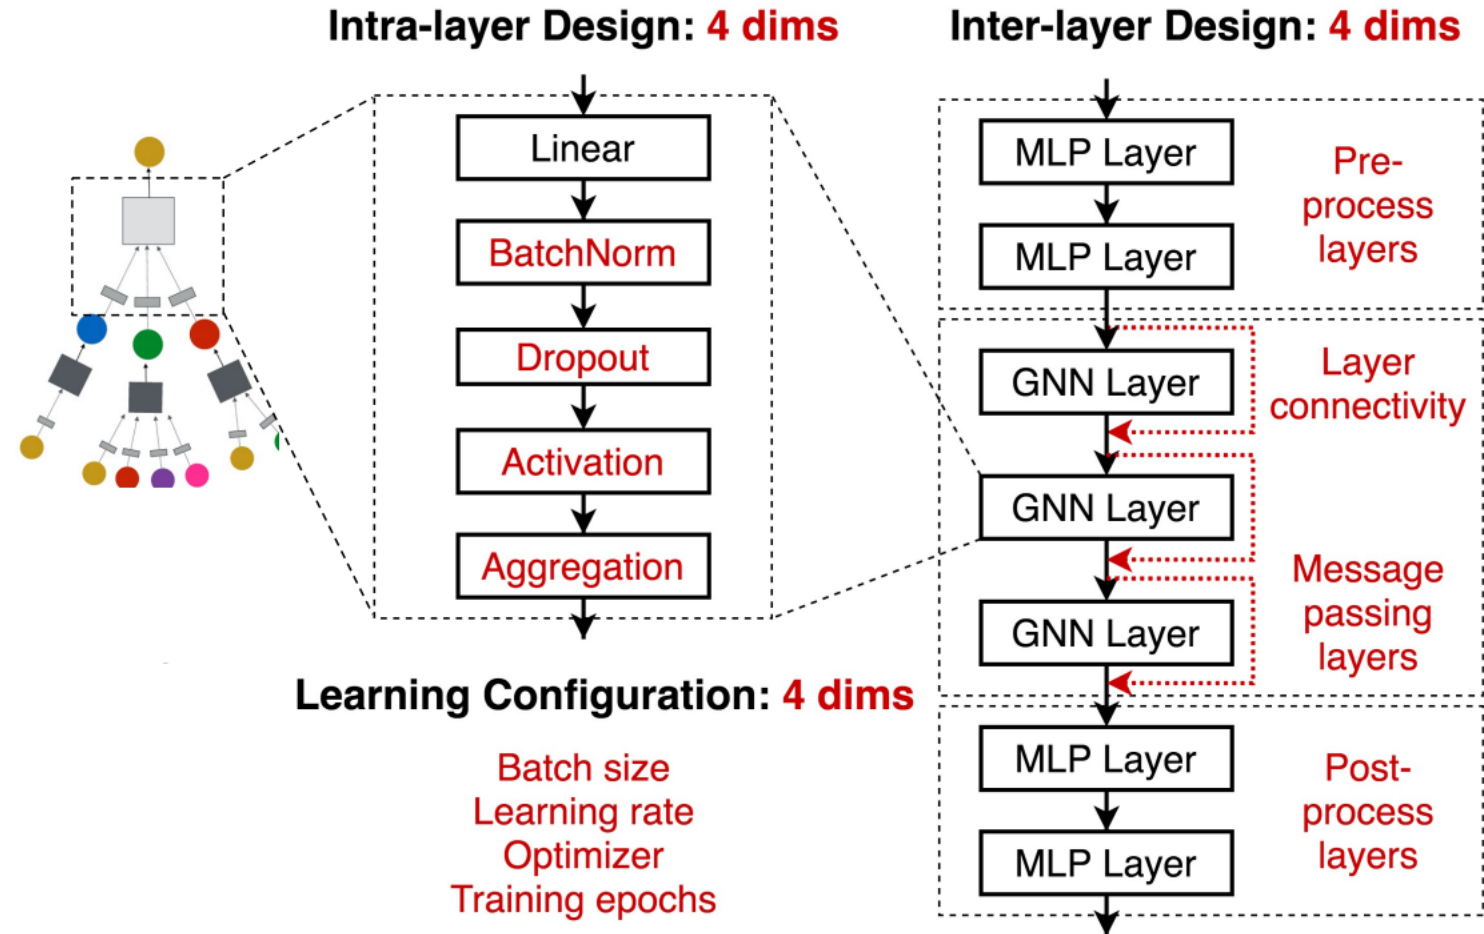 Intra-layer Design: 4 dims
Linear
BatchNorm
Dropout
Activation
Aggregation
Learning Configuration: 4 dims
Batch size
Learning rate
Optimizer
Training epochs
Inter-layer Design: 4 dims
MLP Layer
MLP Layer
Pre-
process
layers
GNN Layer
GNN Layer
GNN Layer
Layer
connectivity
Message
passing
layers
MLP Layer
MLP Layer
Post-
process
layers